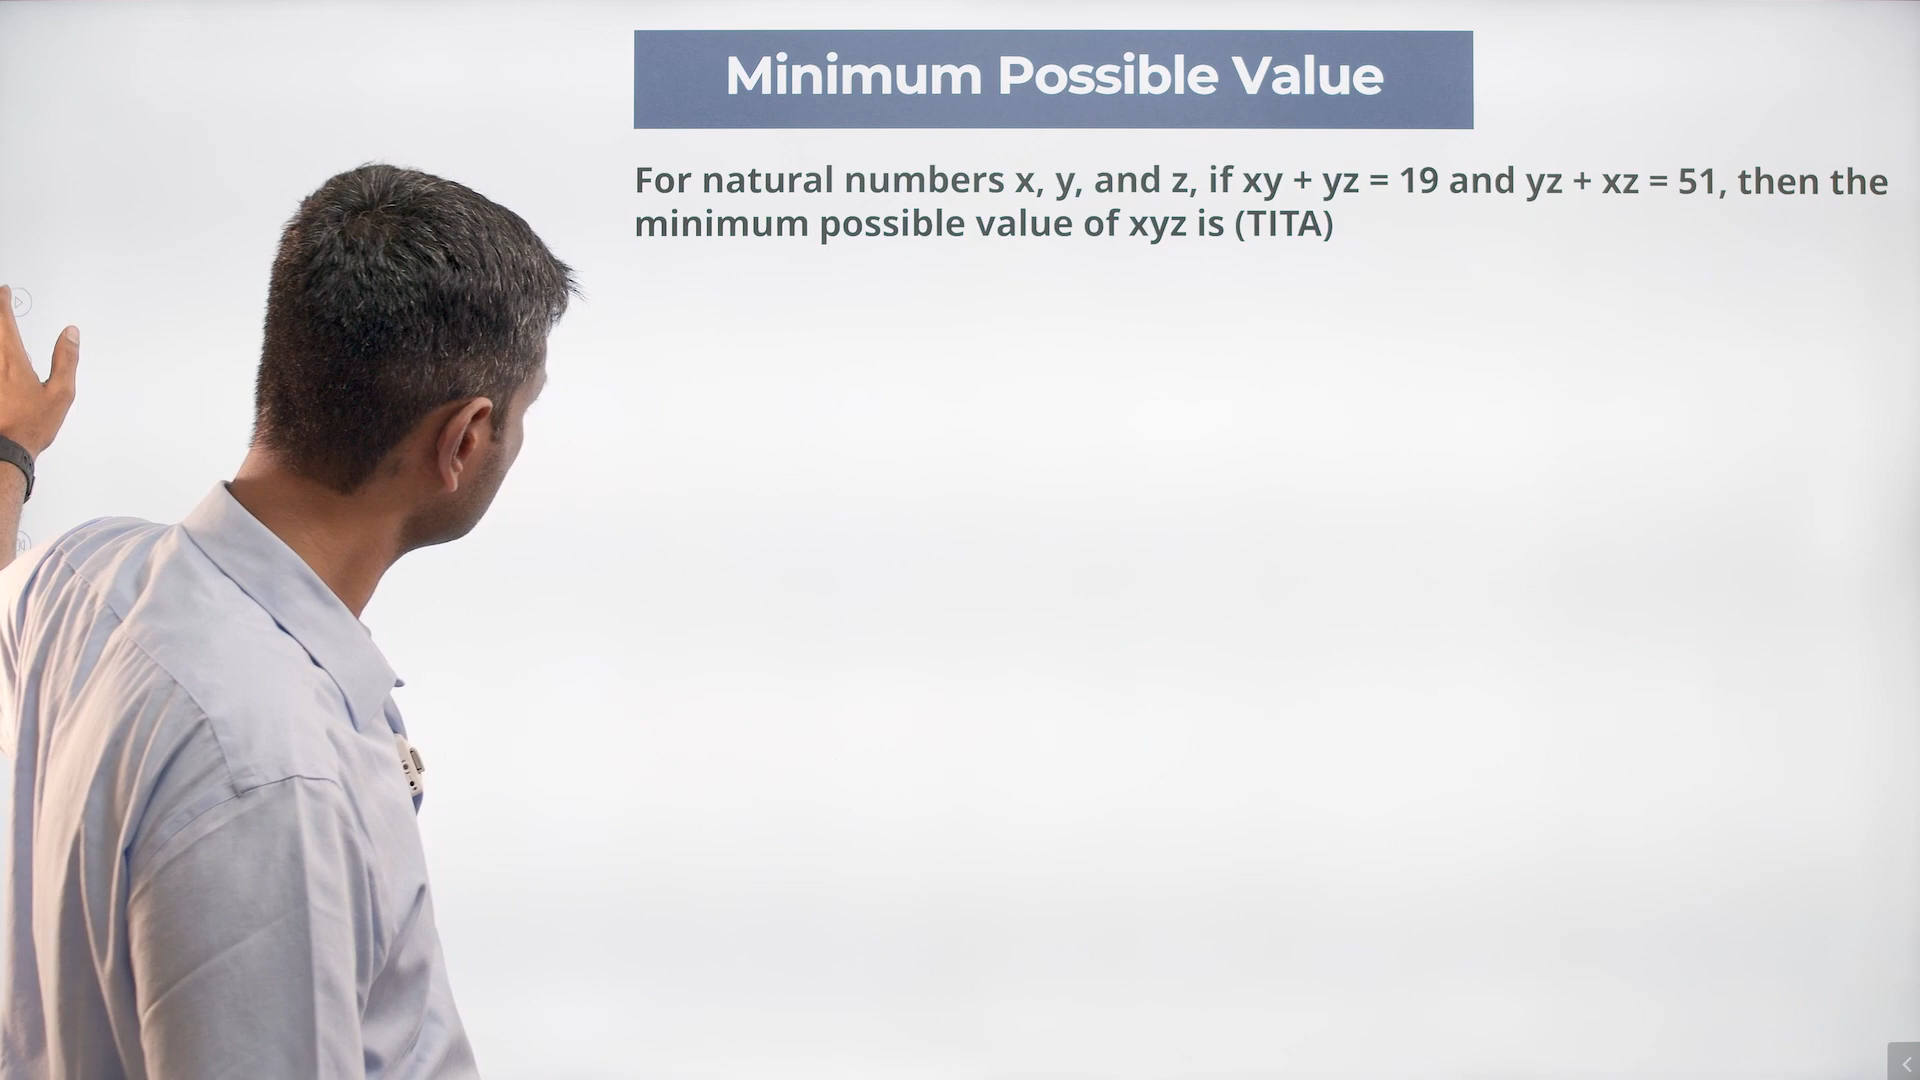 Minimum Possible Value
For natural numbers x, y, and z, if xy + yz = 19 and yz + xz = 51, then the
minimum possible value of xyz is (TITA)